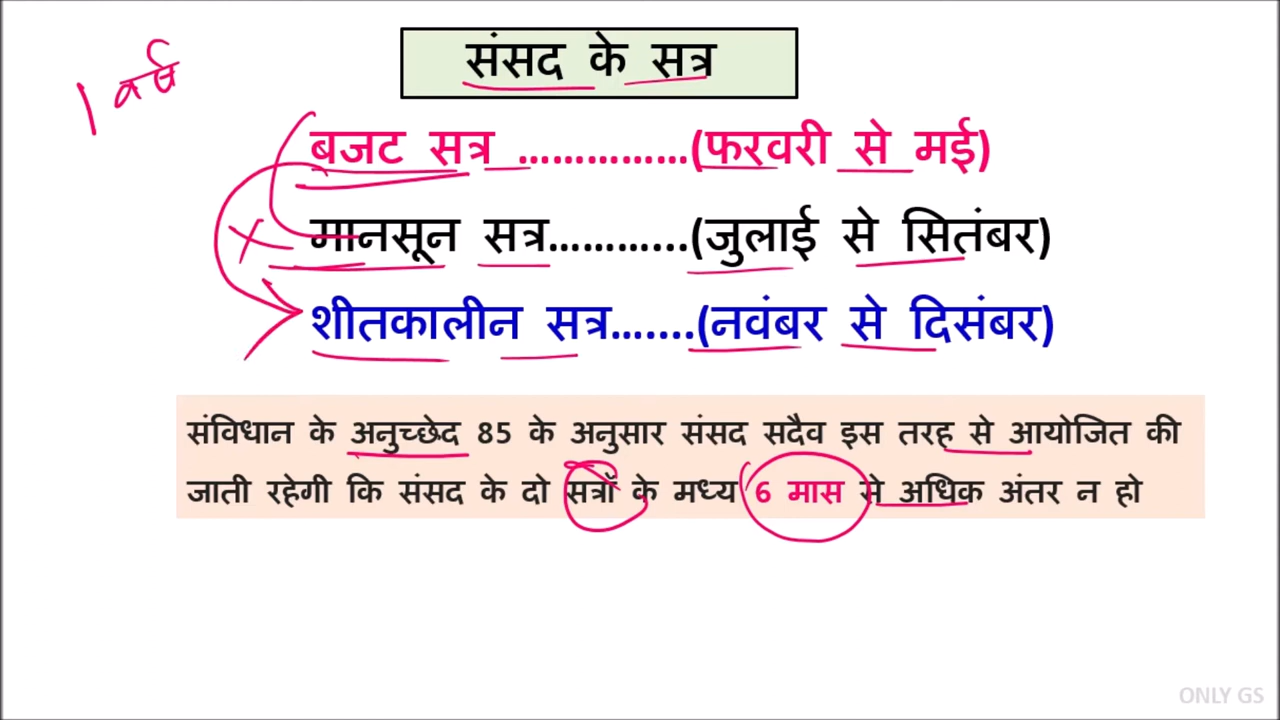 संसद के सत्र
1 वर्ष
बजट सत्र ...............(फरवरी से मई)
मानसून सत्र............(जुलाई से सितंबर)
शीतकालीन सत्र.......(नवंबर से दिसंबर)
संविधान के अनुच्छेद 85 के अनुसार संसद सदैव इस तरह से आयोजित की
जाती रहेगी कि संसद के दो सत्रों के मध्य 6 मास से अधिक अंतर न हो
ONLY GS